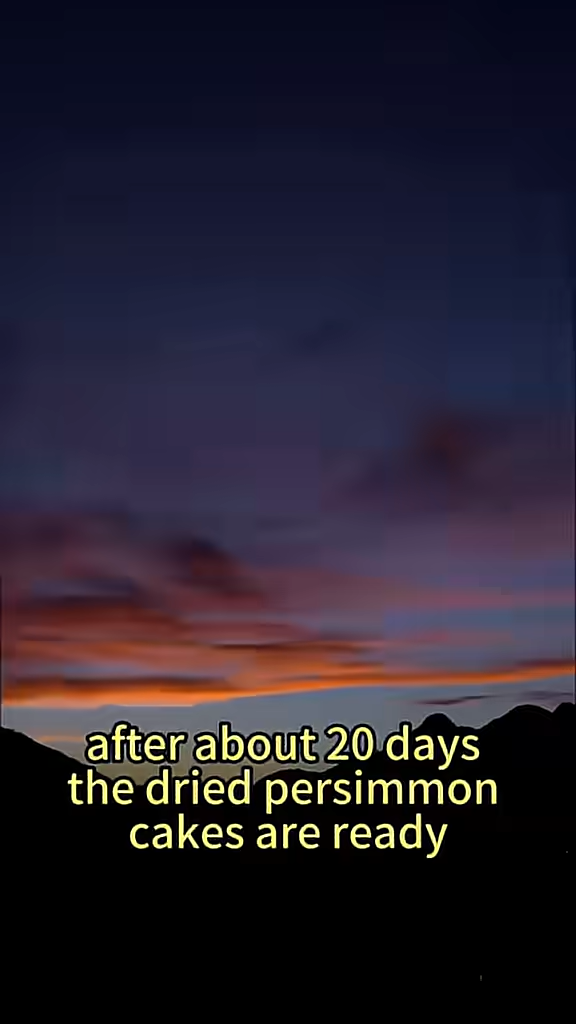 after about 20 days
the dried persimmon
cakes are ready